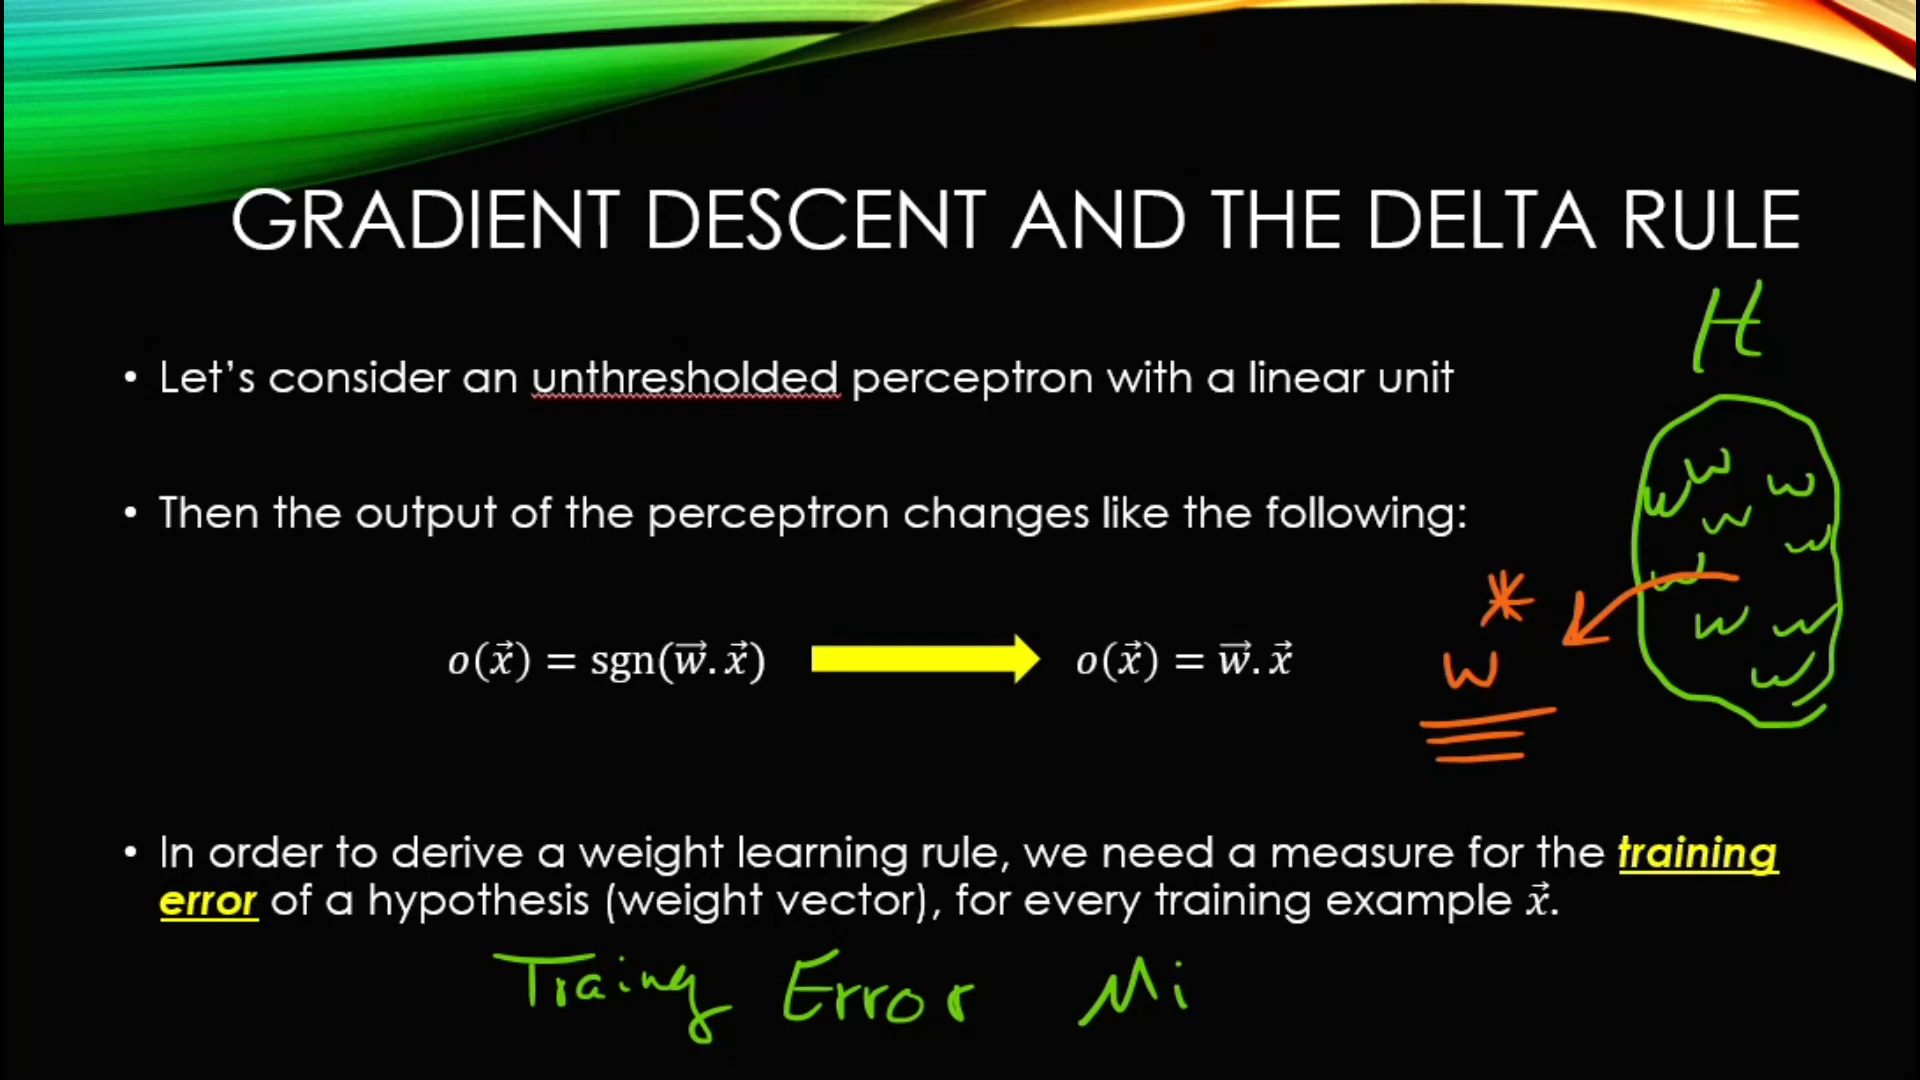 GRADIENT DESCENT AND THE DELTA RULE
H
• Let's consider an unthresholded perceptron with a linear unit
• Then the output of the perceptron changes like the following:
w w w w w w w w w
o(x⃗) = sgn(w⃗. x⃗) o(x⃗) = w⃗. x⃗
w*
• In order to derive a weight learning rule, we need a measure for the training
error of a hypothesis (weight vector), for every training example x⃗.
Traing Error Mi